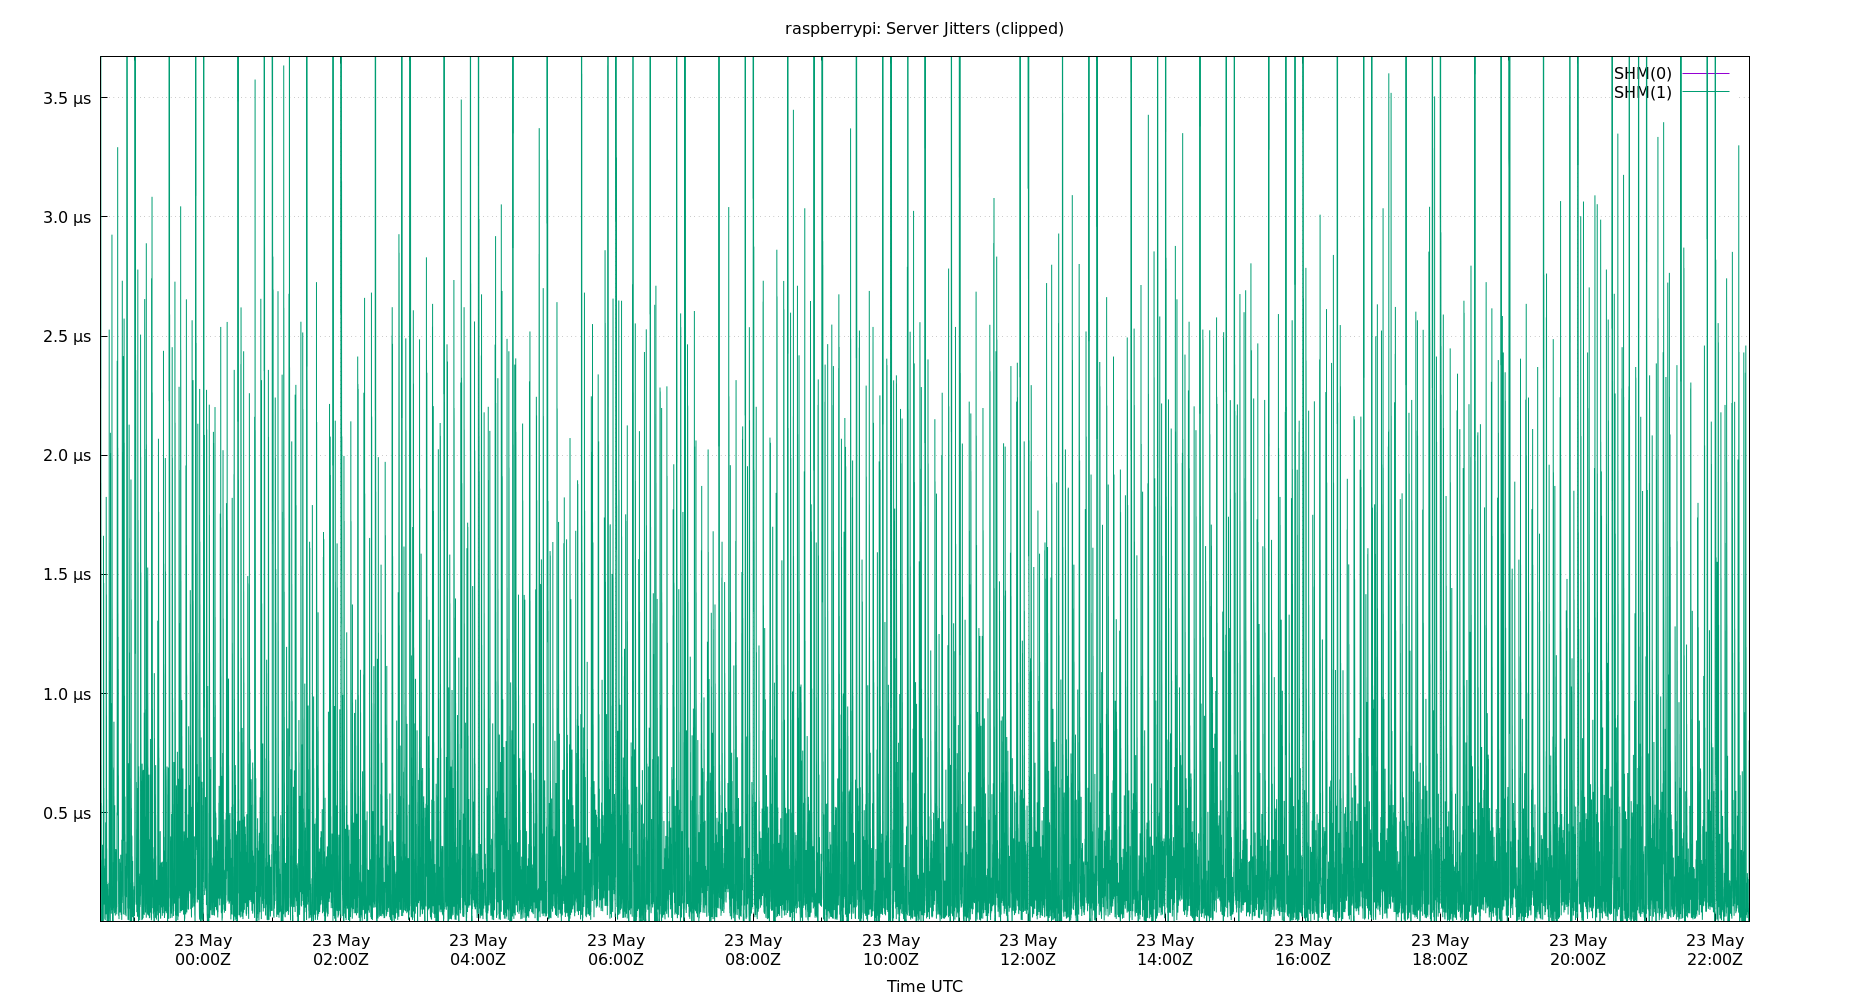 raspberrypi: Server Jitters (clipped)
SHM(0)
SHM(1)
3.5 µs
3.0 µs
2.5 µs
2.0 µs
1.5 µs
1.0 µs
0.5 µs
23 May 23 May 23 May 23 May 23 May 23 May 23 May 23 May 23 May 23 May 23 May 23 May
00:00Z 02:00Z 04:00Z 06:00Z 08:00Z 10:00Z 12:00Z 14:00Z 16:00Z 18:00Z 20:00Z 22:00Z
Time UTC